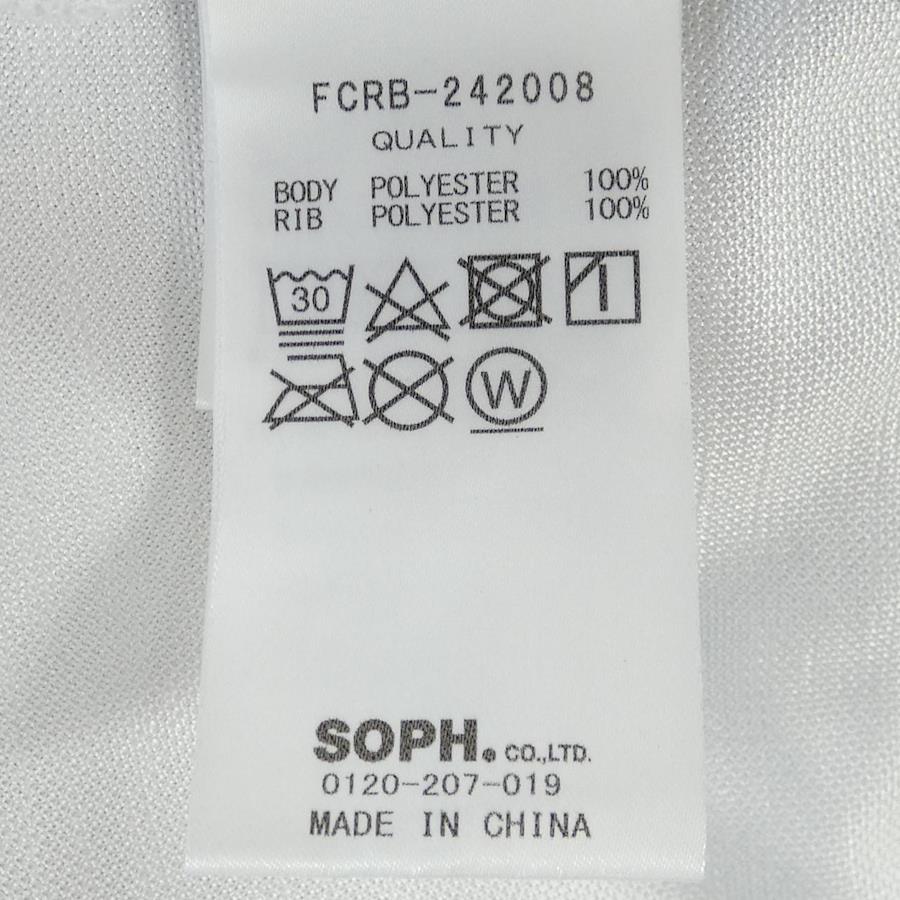 FCRB-242008
QUALITY
BODY POLYESTER 100%
RIB POLYESTER 100%
30
W
SOPH. CO.,LTD.
0120-207-019
MADE IN CHINA